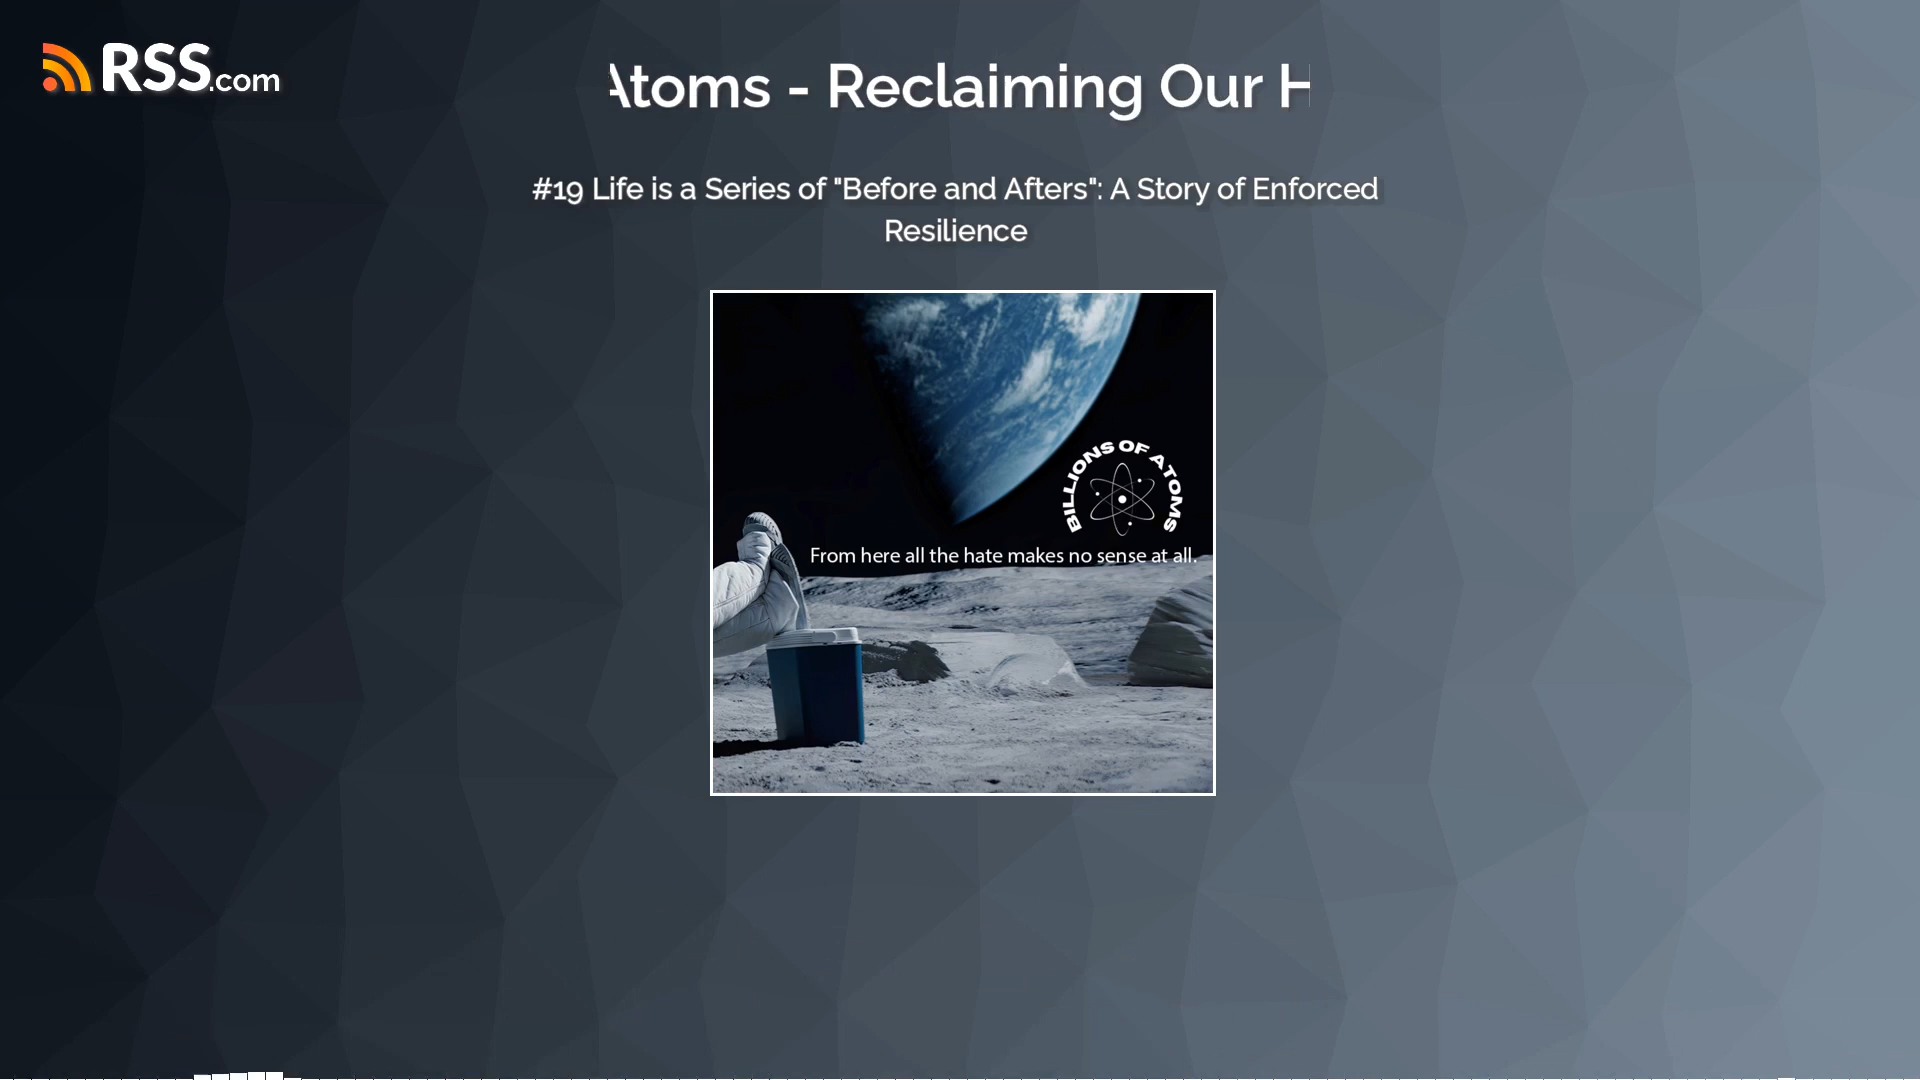 RSS.com
Atoms - Reclaiming Our H
#19 Life is a Series of "Before and Afters": A Story of Enforced
Resilience
BILLIONS OF ATOMS
From here all the hate makes no sense at all.